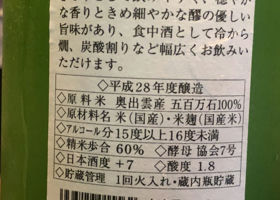 な香りときめ細やかな醪の優しい
旨みがあり、食中酒として冷から
燗、炭酸割りなど幅広くお飲みい
ただけます。
◇平成28年度醸造
◇原料米 奥出雲産 五百万石100%
◇原材料名 米(国産)・米麹(国産米)
◇アルコール分 15度以上16度未満
◇精米歩合 60% ◇酵母 協会7号
◇日本酒度 +7 ◇酸度 1.8
◇貯蔵管理 1回火入れ・蔵内瓶貯蔵